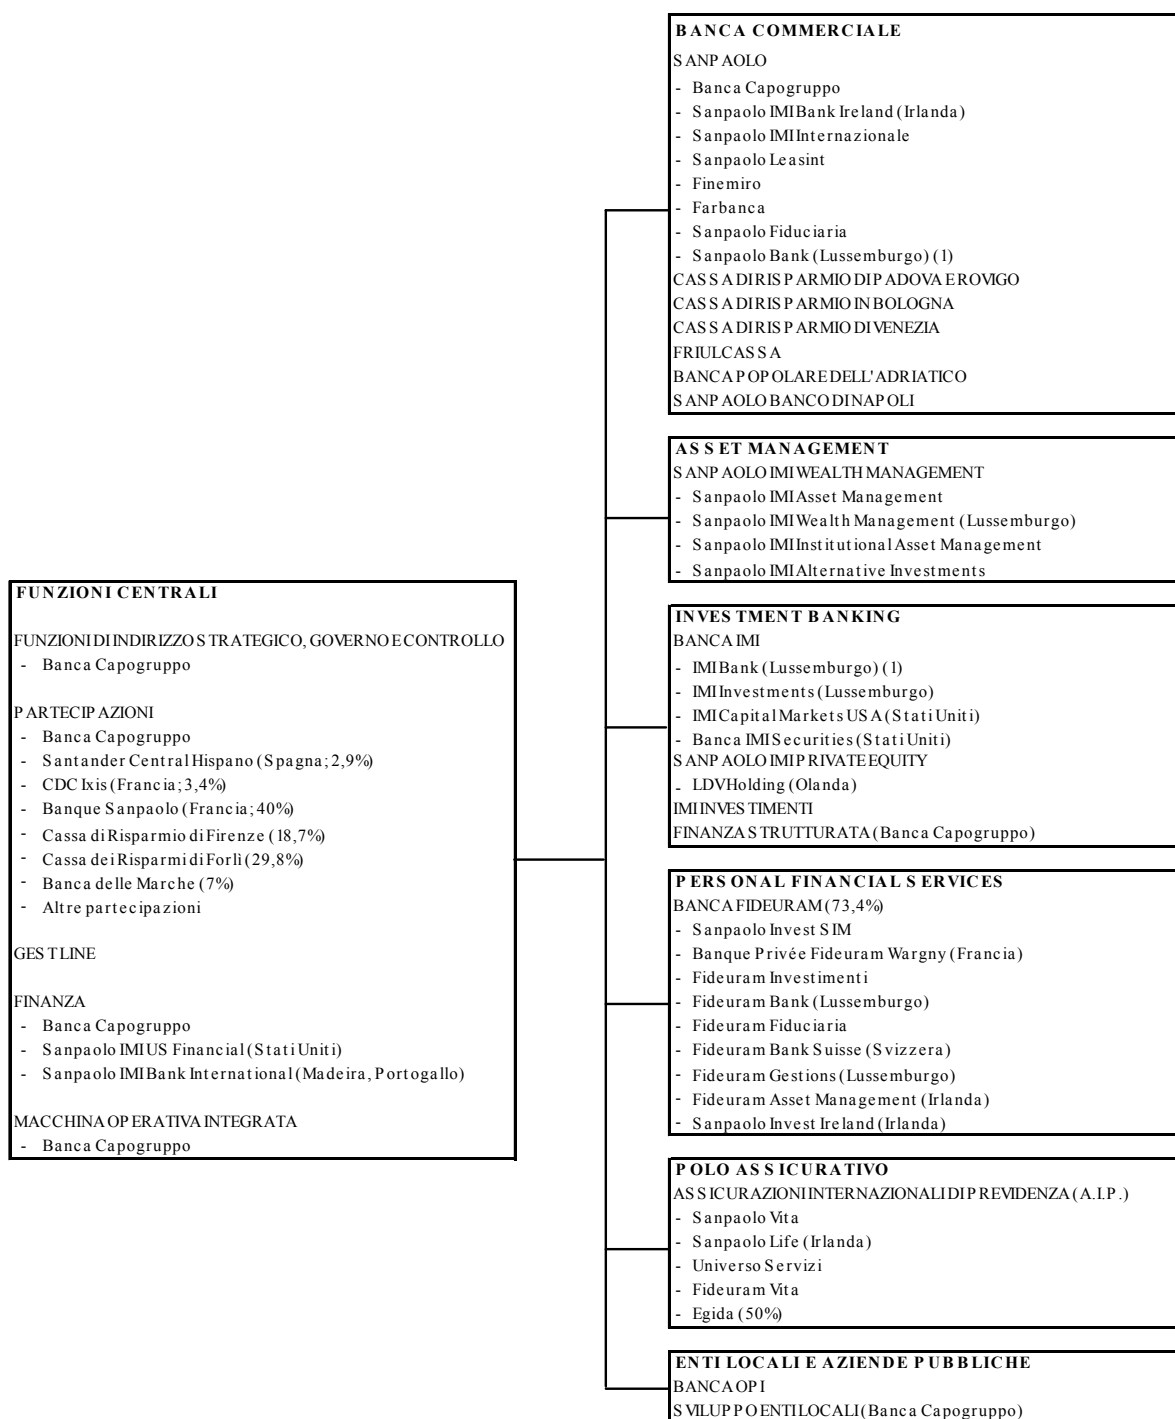 FUNZIONI CENTRALI
FUNZIONI DI INDIRIZZO STRATEGICO, GOVERNO E CONTROLLO
- Banca Capogruppo
PARTECIPAZIONI
- Banca Capogruppo
- Santander Central Hispano (Spagna; 2,9%)
- CDC Ixis (Francia; 3,4%)
- Banque Sanpaolo (Francia; 40%)
- Cassa di Risparmio di Firenze (18,7%)
- Cassa dei Risparmi di Forlì (29,8%)
- Banca delle Marche (7%)
- Altre partecipazioni
GESTLINE
FINANZA
- Banca Capogruppo
- Sanpaolo IMI US Financial (Stati Uniti)
- Sanpaolo IMI Bank International (Madeira, Portogallo)
MACCHINA OPERATIVA INTEGRATA
- Banca Capogruppo
BANCA COMMERCIALE
SANPAOLO
- Banca Capogruppo
- Sanpaolo IMI Bank Ireland (Irlanda)
- Sanpaolo IMI Internazionale
- Sanpaolo Leasint
- Finemiro
- Farbanca
- Sanpaolo Fiduciaria
- Sanpaolo Bank (Lussemburgo) (1)
CASSA DI RISPARMIO DI PADOVA E ROVIGO
CASSA DI RISPARMIO IN BOLOGNA
CASSA DI RISPARMIO DI VENEZIA
FRIULCASSA
BANCA POPOLARE DELL'ADRIATICO
SANPAOLO BANCO DI NAPOLI
ASSET MANAGEMENT
SANPAOLO IMI WEALTH MANAGEMENT
- Sanpaolo IMI Asset Management
- Sanpaolo IMI Wealth Management (Lussemburgo)
- Sanpaolo IMI Institutional Asset Management
- Sanpaolo IMI Alternative Investments
INVESTMENT BANKING
BANCA IMI
- IMI Bank (Lussemburgo) (1)
- IMI Investments (Lussemburgo)
- IMI Capital Markets USA (Stati Uniti)
- Banca IMI Securities (Stati Uniti)
SANPAOLO IMI PRIVATE EQUITY
- LDV Holding (Olanda)
IMI INVESTIMENTI
FINANZA STRUTTURATA (Banca Capogruppo)
PERSONAL FINANCIAL SERVICES
BANCA FIDEURAM (73,4%)
- Sanpaolo Invest SIM
- Banque Privée Fideuram Wargny (Francia)
- Fideuram Investimenti
- Fideuram Bank (Lussemburgo)
- Fideuram Fiduciaria
- Fideuram Bank Suisse (Svizzera)
- Fideuram Gestions (Lussemburgo)
- Fideuram Asset Management (Irlanda)
- Sanpaolo Invest Ireland (Irlanda)
POLO ASSICURATIVO
ASSICURAZIONI INTERNAZIONALI DI PREVIDENZA (A.I.P.)
- Sanpaolo Vita
- Sanpaolo Life (Irlanda)
- Universo Servizi
- Fideuram Vita
- Egida (50%)
ENTI LOCALI E AZIENDE PUBBLICHE
BANCA OPI
SVILUPPO ENTI LOCALI (Banca Capogruppo)